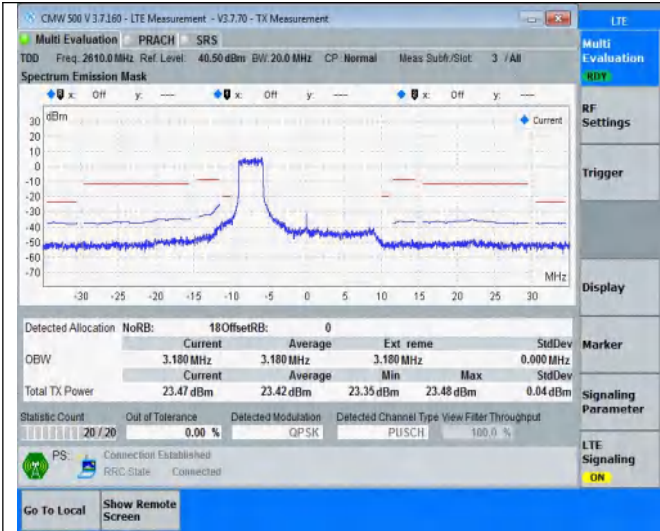 CMW 500 V 3.7.160 - LTE Measurement - V3.7.70 - TX Measurement
LTE
Multi Evaluation PRACH SRS
TDD Freq: 2610.0 MHz Ref. Level: 40.50 dBm BW: 20.0 MHz CP: Normal Meas Subfr./Slot: 3 / All
Spectrum Emission Mask
x: Off y: --- x: Off y: --- x: Off y: ---
dBm
Current
30
20
10
0
-10
-20
-30
-40
-50
-60
-70
MHz
-30 -25 -20 -15 -10 -5 0 5 10 15 20 25 30
Detected Allocation NoRB: 18 OffsetRB: 0
Current Average Ext reme StdDev
OBW 3.180 MHz 3.180 MHz 3.180 MHz 0.000 MHz
Current Average Min Max StdDev
Total TX Power 23.47 dBm 23.42 dBm 23.35 dBm 23.48 dBm 0.04 dBm
Statistic Count Out of Tolerance Detected Modulation Detected Channel Type View Filter Throughput
20 / 20 0.00 % QPSK PUSCH 100.0 %
PS: Connection Established
RRC State Connected
Multi
Evaluation
RDY
RF
Settings
Trigger
Display
Marker
Signaling
Parameter
LTE
Signaling
ON
Go To Local
Show Remote
Screen